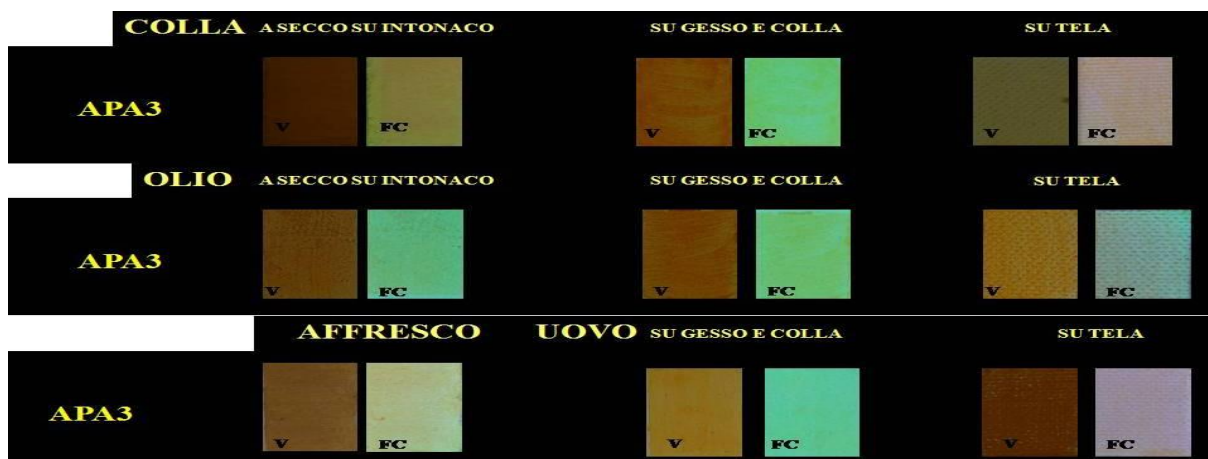 COLLA A SECCO SU INTONACO SU GESSO E COLLA SU TELA
APA3 V FC V FC V FC
OLIO A SECCO SU INTONACO SU GESSO E COLLA SU TELA
APA3 V FC V FC V FC
AFFRESCO UOVO SU GESSO E COLLA SU TELA
APA3 V FC V FC V FC